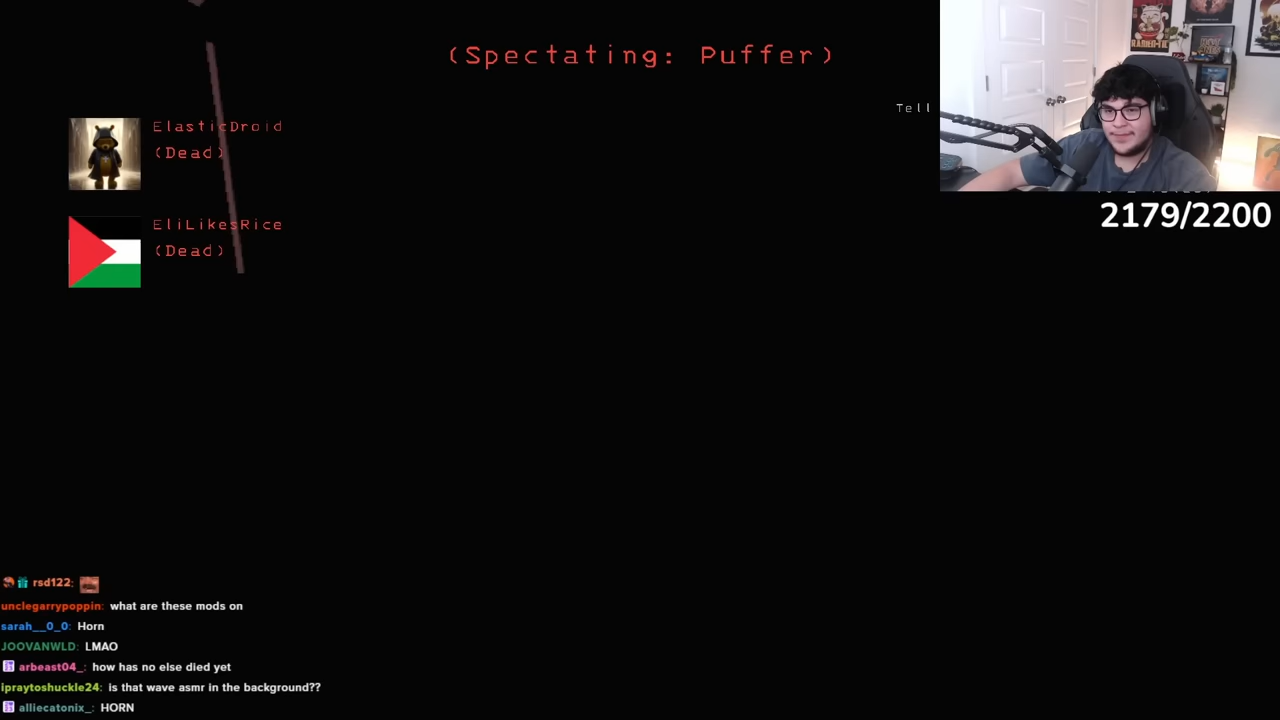 (Spectating: Puffer)
Tell
ElasticDroid
(Dead)
EliLikesRice
(Dead)
2179/2200
rsd122:
unclegarrypoppin: what are these mods on
sarah__0_0: Horn
JOOVANWLD: LMAO
arbeast04_: how has no else died yet
ipraytoshuckle24: is that wave asmr in the background??
alliecatonix_: HORN